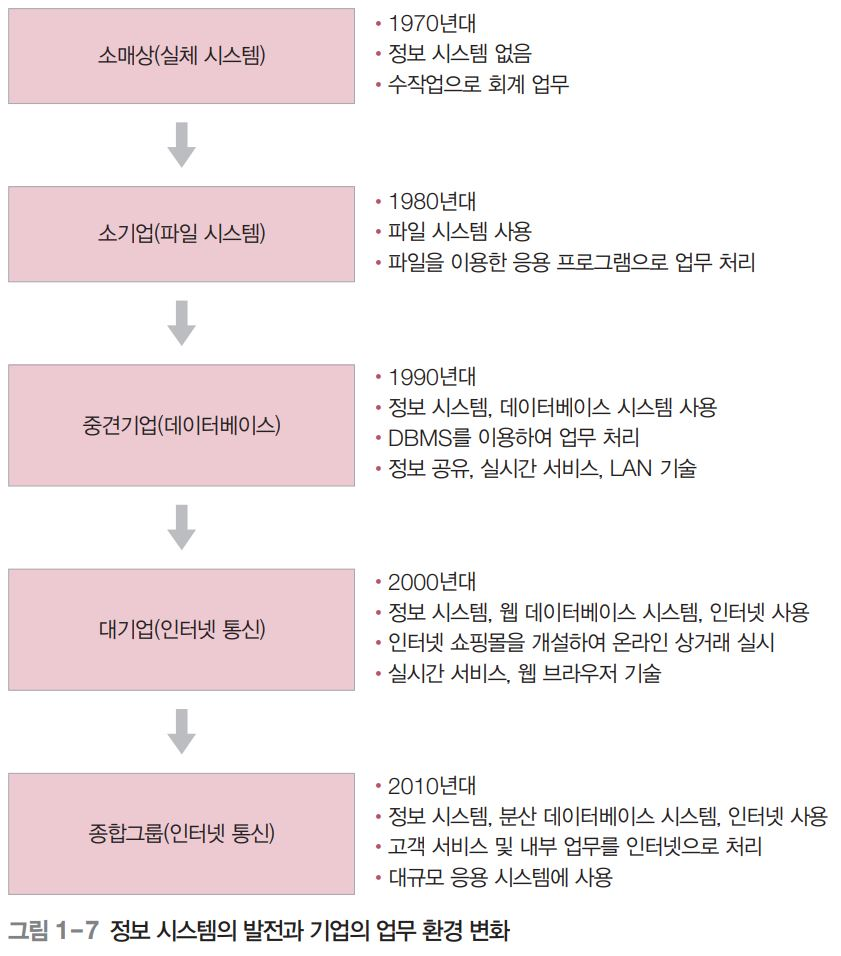 소매상(실체 시스템)
• 1970년대
• 정보 시스템 없음
• 수작업으로 회계 업무
소기업(파일 시스템)
• 1980년대
• 파일 시스템 사용
• 파일을 이용한 응용 프로그램으로 업무 처리
중견기업(데이터베이스)
• 1990년대
• 정보 시스템, 데이터베이스 시스템 사용
• DBMS를 이용하여 업무 처리
• 정보 공유, 실시간 서비스, LAN 기술
대기업(인터넷 통신)
• 2000년대
• 정보 시스템, 웹 데이터베이스 시스템, 인터넷 사용
• 인터넷 쇼핑몰을 개설하여 온라인 상거래 실시
• 실시간 서비스, 웹 브라우저 기술
종합그룹(인터넷 통신)
• 2010년대
• 정보 시스템, 분산 데이터베이스 시스템, 인터넷 사용
• 고객 서비스 및 내부 업무를 인터넷으로 처리
• 대규모 응용 시스템에 사용
그림 1-7 정보 시스템의 발전과 기업의 업무 환경 변화